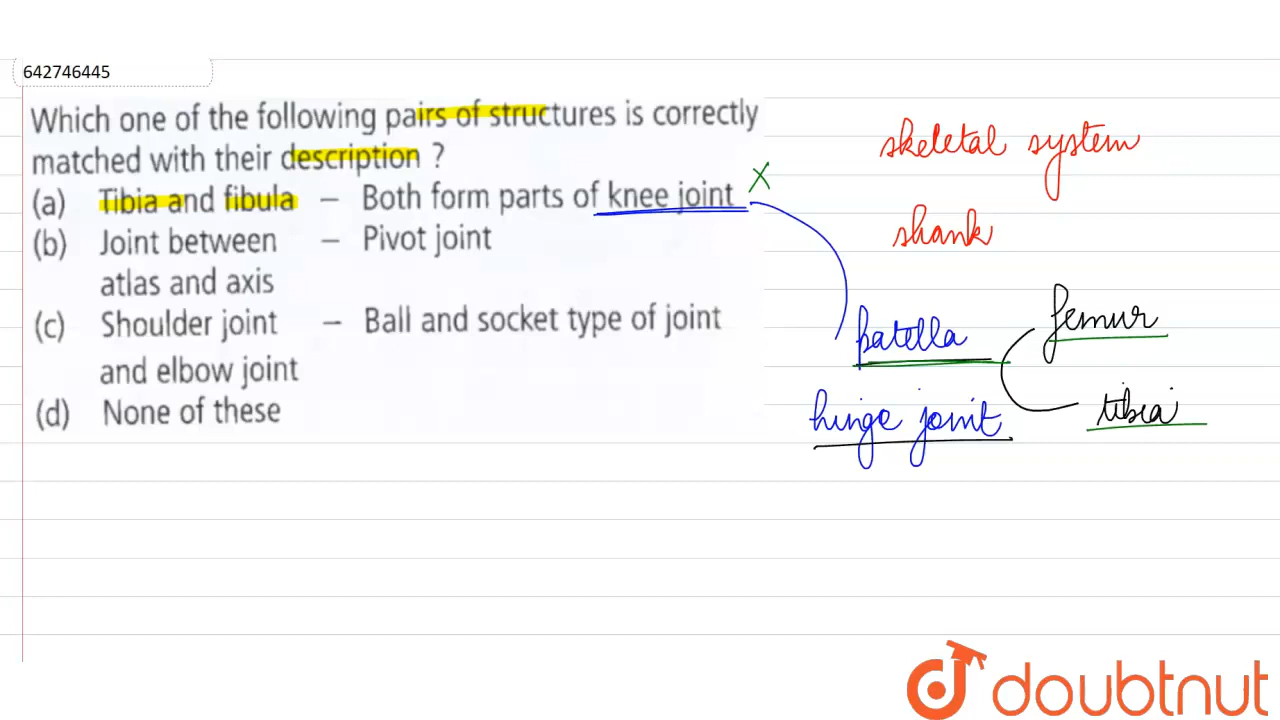 642746445
Which one of the following pairs of structures is correctly
matched with their description ?
(a) Tibia and fibula – Both form parts of knee joint X
(b) Joint between – Pivot joint
atlas and axis
(c) Shoulder joint – Ball and socket type of joint
and elbow joint
(d) None of these
skeletal system
shank
patella
femur
hinge joint
tibia
doubtnut